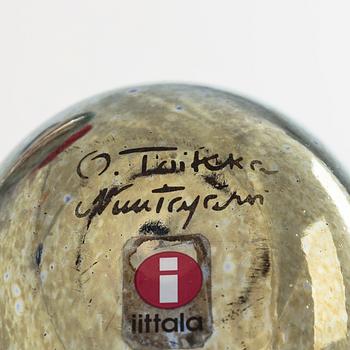 O. Toikka
Nuutajärvi
i
iittala